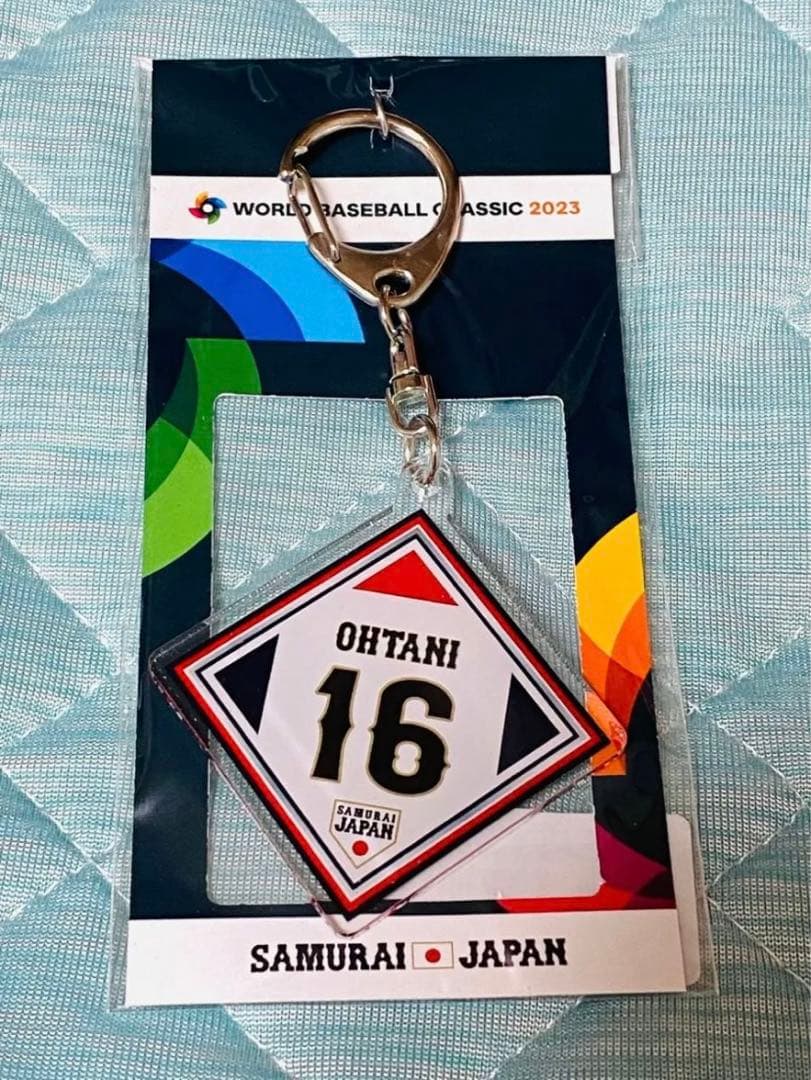 WORLD BASEBALL CLASSIC 2023
OHTANI
16
SAMURAI
JAPAN
SAMURAI JAPAN